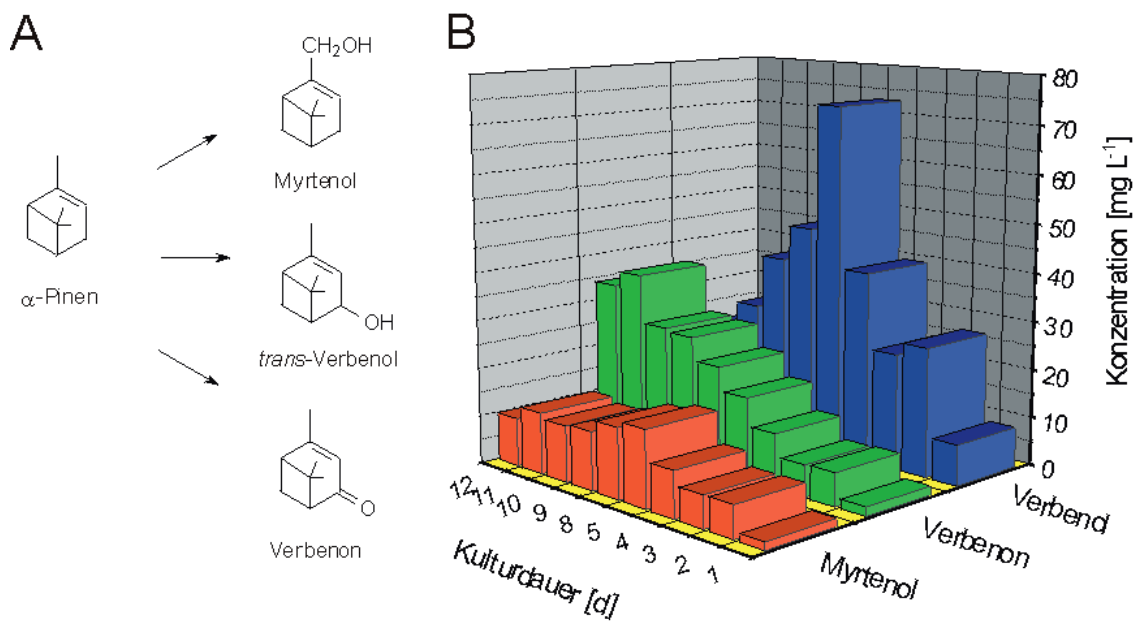 A
CH₂OH
Myrtenol
α-Pinen
OH
trans-Verbenol
O
Verbenon
B
80
70
60
50
40
30
20
10
0
Konzentration [mg L⁻¹]
12
11
10
9
8
5
4
3
2
1
Kulturdauer [d]
Myrtenol
Verbenon
Verbenol